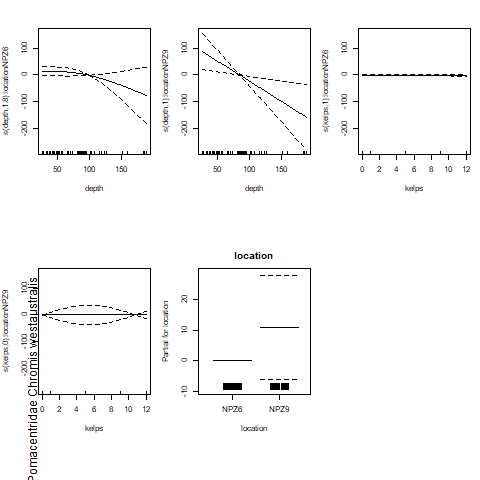 s(depth,1.8):locationNPZ6
100
0
-100
-200
50
100
150
depth
s(depth,1):locationNPZ9
100
0
-100
-200
50
100
150
depth
s(kelps,1):locationNPZ6
100
0
-100
-200
0
2
4
6
8
10
12
kelps
s(kelps,0):locationNPZ9
100
0
-100
-200
0
2
4
6
8
10
12
kelps
location
Partial for location
20
10
0
-10
NPZ6
NPZ9
location
Pomacentridae Chromis westaustralis